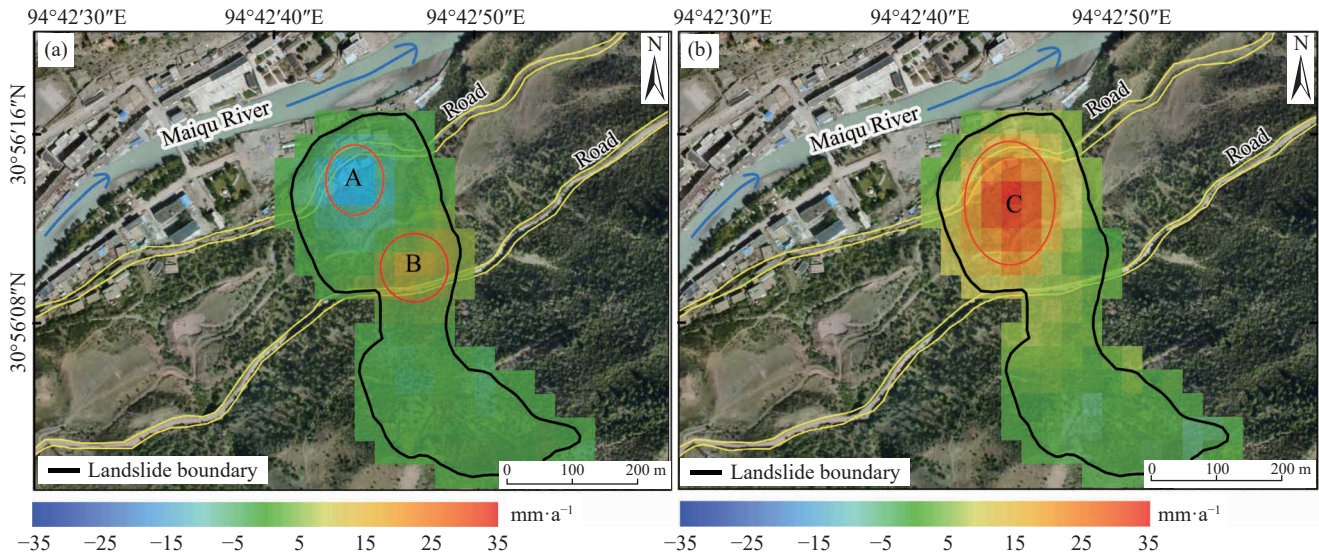 94°42′30″E 94°42′40″E 94°42′50″E 94°42′30″E 94°42′40″E 94°42′50″E
(a) N (b) N
Road Road
30°56′16″N Maiqu River Maiqu River
Road Road
A C
B
30°56′08″N
Landslide boundary 0 100 200 m Landslide boundary 0 100 200 m
mm·a⁻¹ mm·a⁻¹
−35 −25 −15 −5 5 15 25 35 −35 −25 −15 −5 5 15 25 35